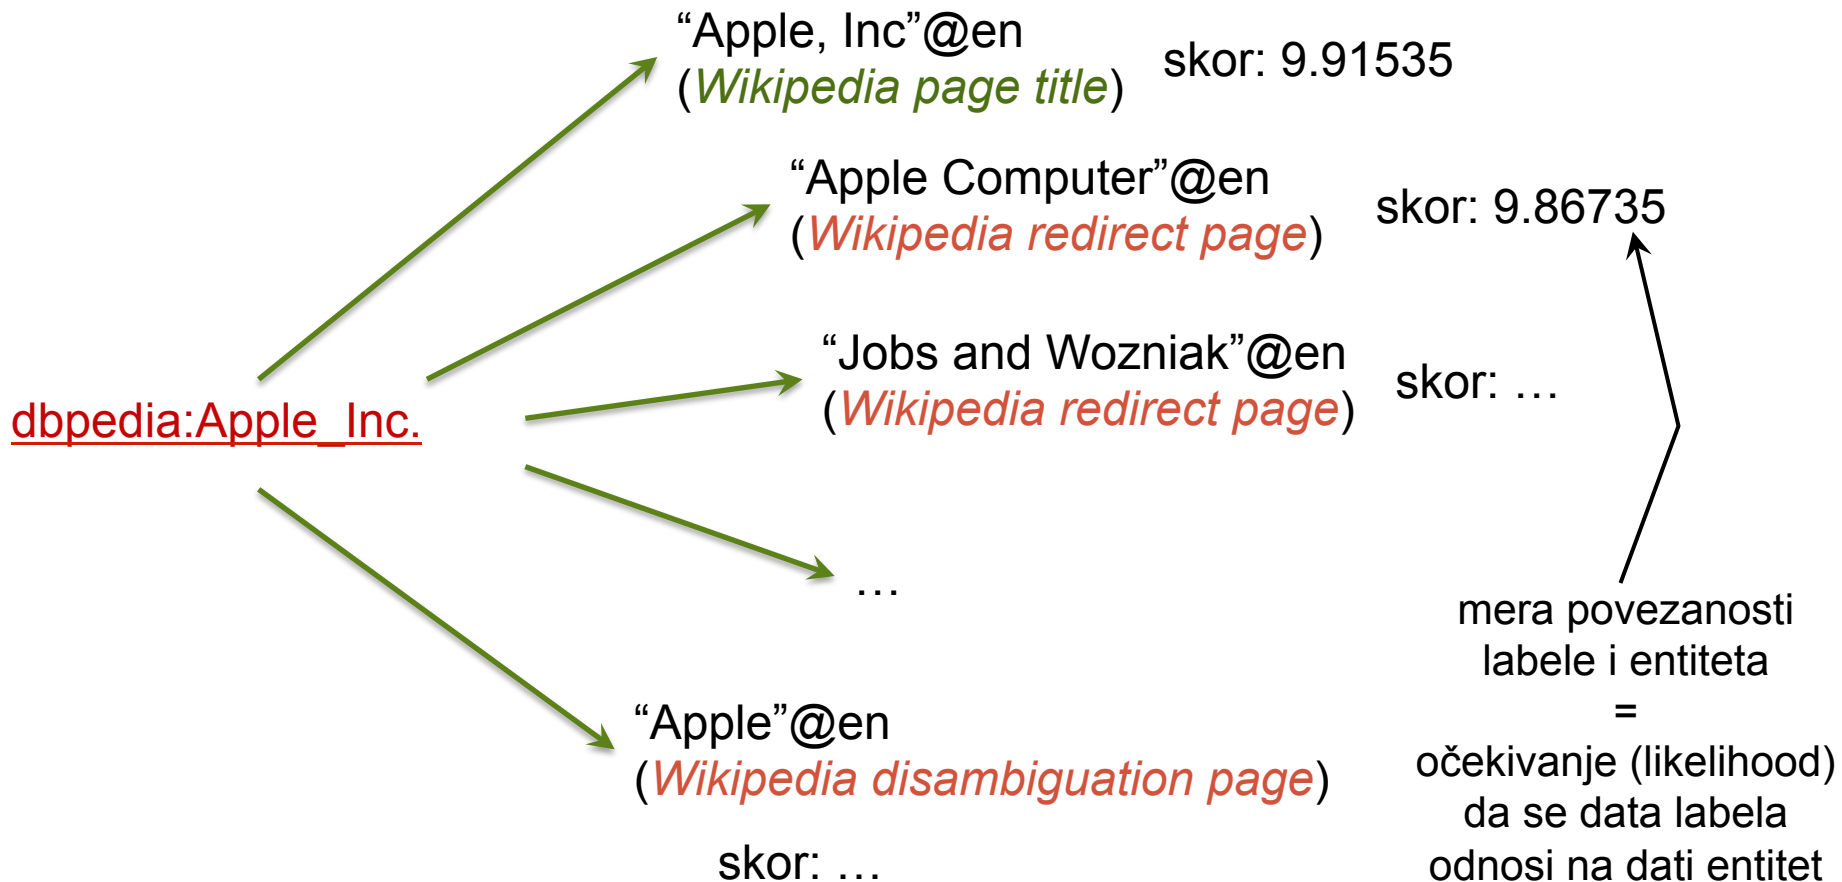 “Apple, Inc”@en
(Wikipedia page title)
skor: 9.91535
“Apple Computer”@en
(Wikipedia redirect page)
skor: 9.86735
“Jobs and Wozniak”@en
(Wikipedia redirect page)
skor: …
dbpedia:Apple_Inc.
…
“Apple”@en
(Wikipedia disambiguation page)
skor: …
mera povezanosti
labele i entiteta
=
očekivanje (likelihood)
da se data labela
odnosi na dati entitet